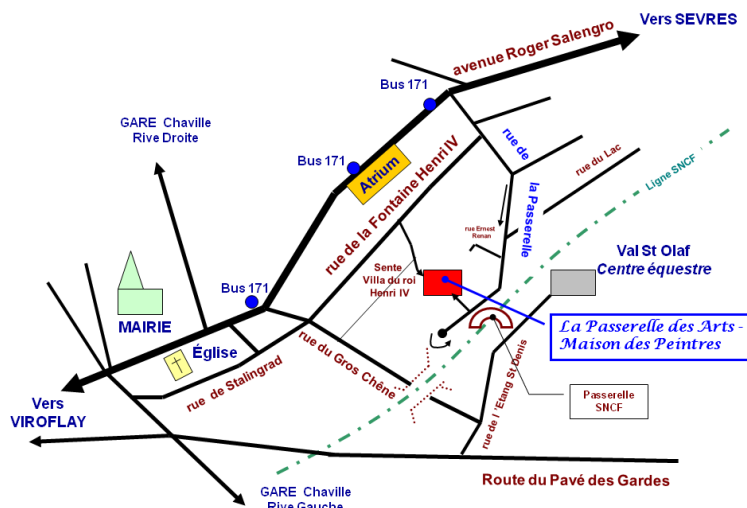 Vers SEVRES
avenue Roger Salengro
Bus 171
GARE Chaville
Rive Droite
Bus 171
Atrium
rue de
la Passerelle
rue de la Fontaine Henri IV
rue du Lac
Ligne SNCF
rue Ernest
Renan
Val St Olaf
Centre équestre
Sente
Villa du roi
Henri IV
Bus 171
MAIRIE
Église
La Passerelle des Arts -
Maison des Peintres
rue du Gros Chêne
rue de Stalingrad
Vers
VIROFLAY
rue de l 'Etang St Denis
Passerelle
SNCF
Route du Pavé des Gardes
GARE Chaville
Rive Gauche